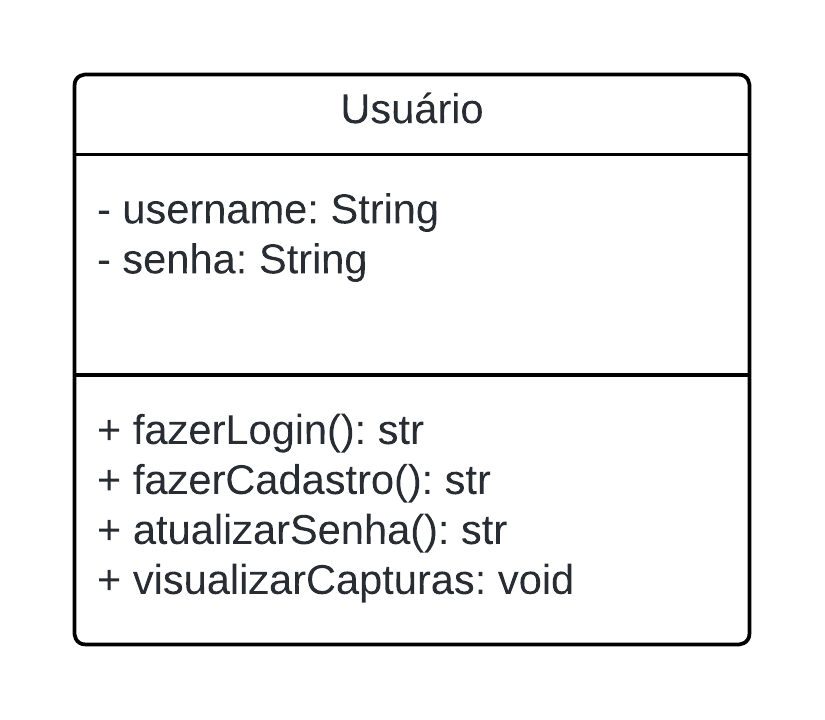 Usuário
- username: String
- senha: String
+ fazerLogin(): str
+ fazerCadastro(): str
+ atualizarSenha(): str
+ visualizarCapturas: void